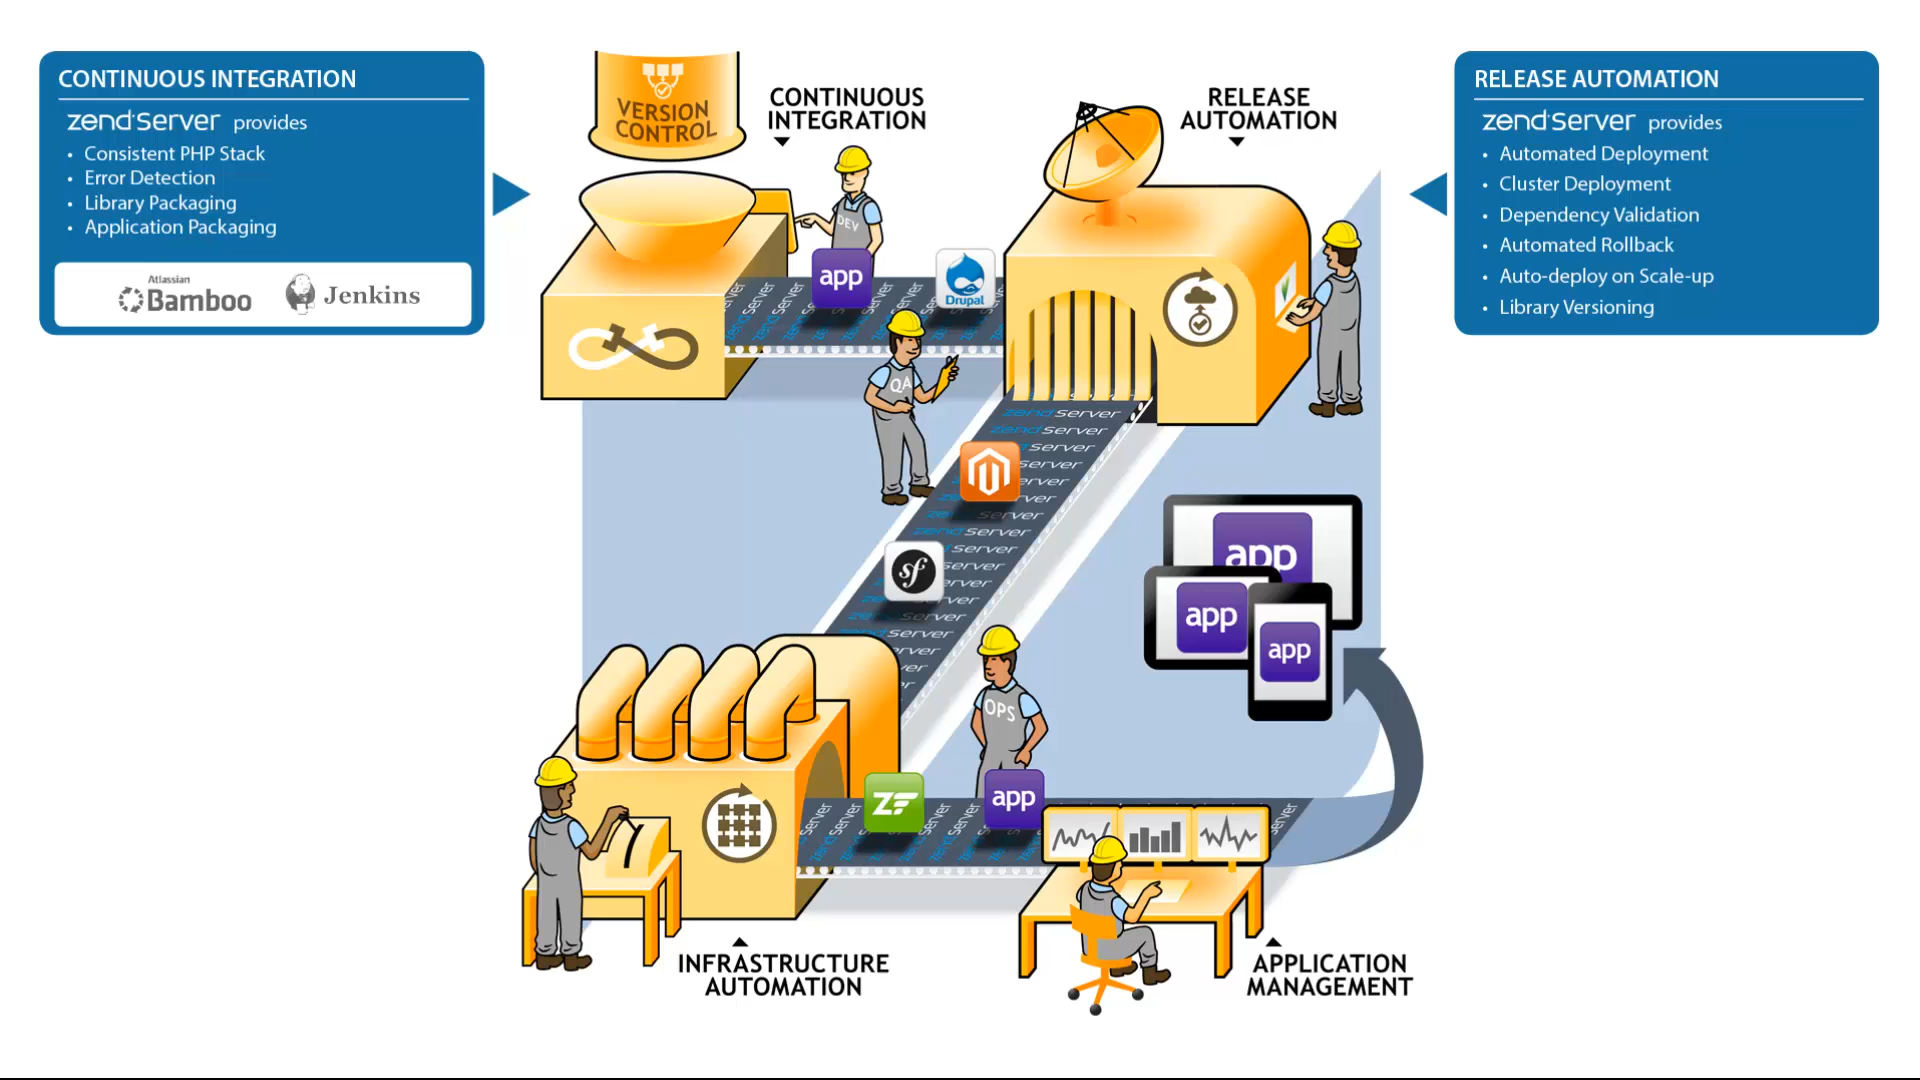 CONTINUOUS INTEGRATION
zend Server provides
• Consistent PHP Stack
• Error Detection
• Library Packaging
• Application Packaging
Atlassian
Bamboo
Jenkins
VERSION
CONTROL
CONTINUOUS
INTEGRATION
DEV
app
Drupal
RELEASE
AUTOMATION
RELEASE AUTOMATION
zend Server provides
• Automated Deployment
• Cluster Deployment
• Dependency Validation
• Automated Rollback
• Auto-deploy on Scale-up
• Library Versioning
QA
zend server
sf
app
app
app
OPS
ZF
app
INFRASTRUCTURE
AUTOMATION
APPLICATION
MANAGEMENT